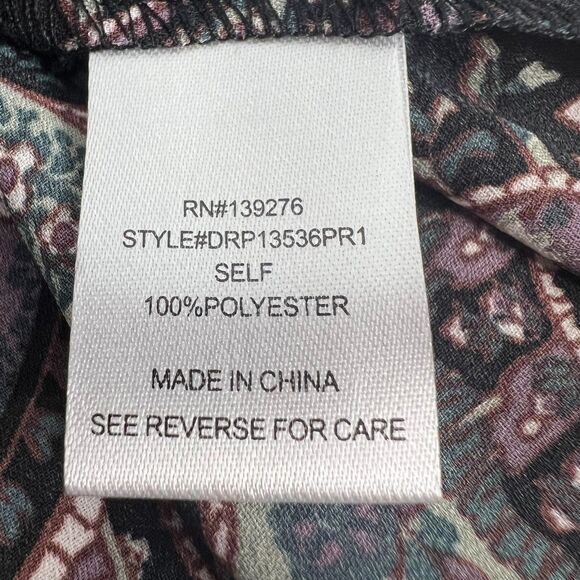 RN#139276
STYLE#DRP13536PR1
SELF
100%POLYESTER
MADE IN CHINA
SEE REVERSE FOR CARE